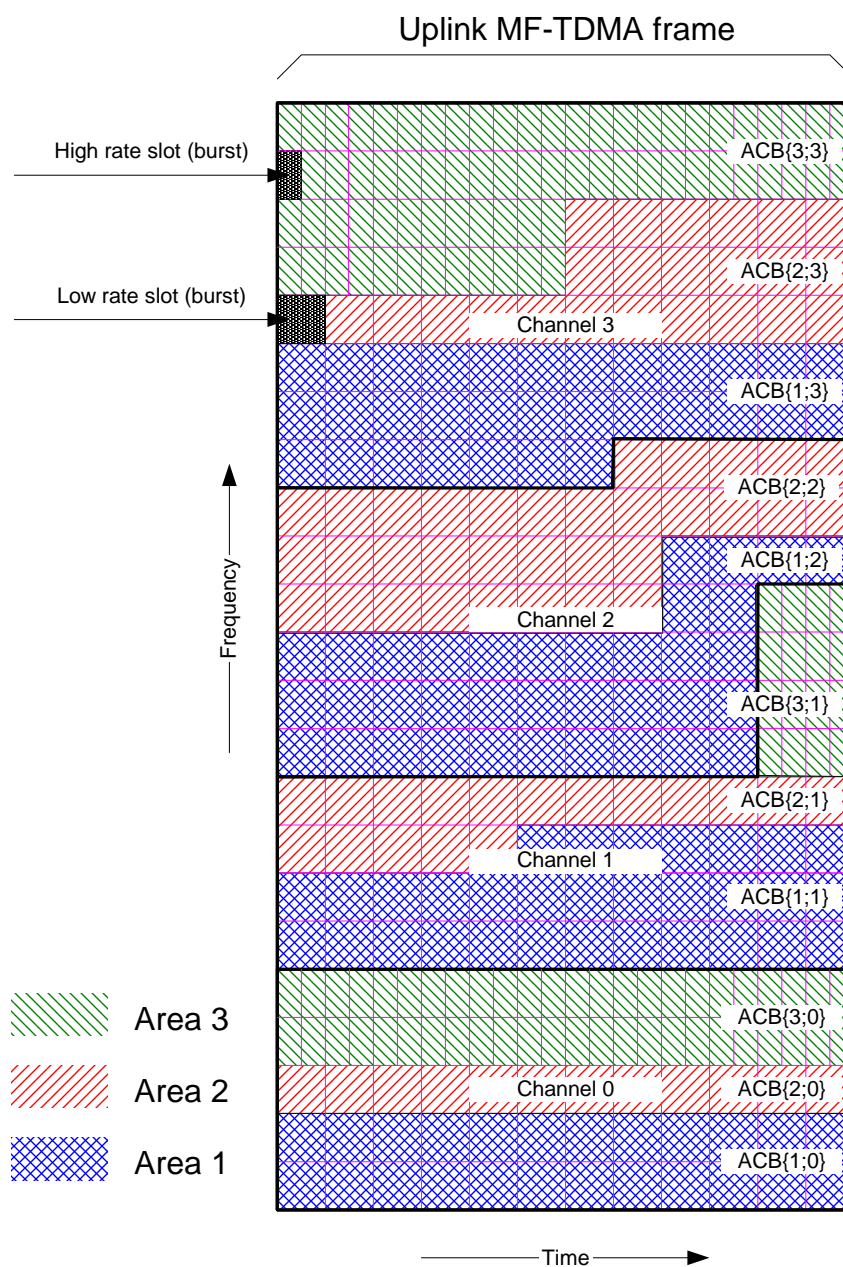 Uplink MF-TDMA frame
High rate slot (burst)
ACB{3;3}
ACB{2;3}
Low rate slot (burst)
Channel 3
ACB{1;3}
ACB{2;2}
ACB{1;2}
Channel 2
Frequency
ACB{3;1}
ACB{2;1}
Channel 1
ACB{1;1}
Area 3
ACB{3;0}
Area 2
Channel 0
ACB{2;0}
Area 1
ACB{1;0}
Time